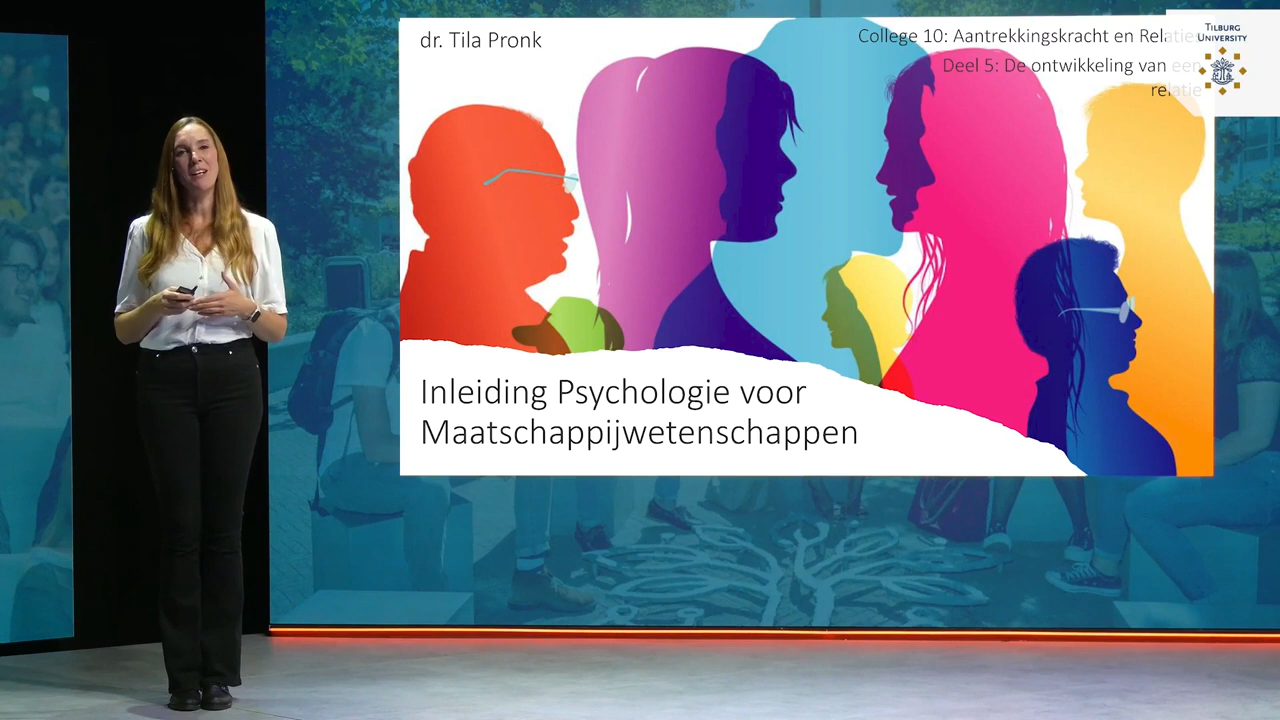 dr. Tila Pronk
College 10: Aantrekkingskracht en Relaties
Deel 5: De ontwikkeling van een
relatie
TILBURG
UNIVERSITY
Inleiding Psychologie voor
Maatschappijwetenschappen